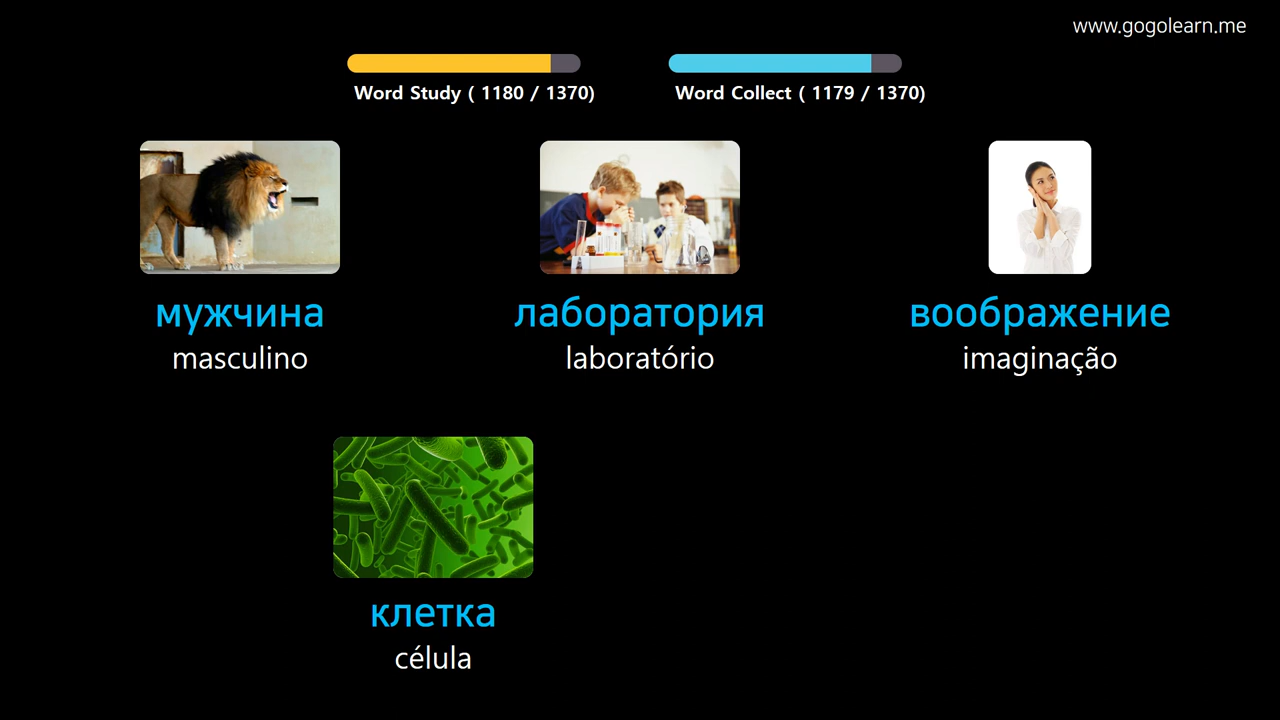 www.gogolearn.me
Word Study ( 1180 / 1370)
Word Collect ( 1179 / 1370)
мужчина
masculino
лаборатория
laboratório
воображение
imaginação
клетка
célula